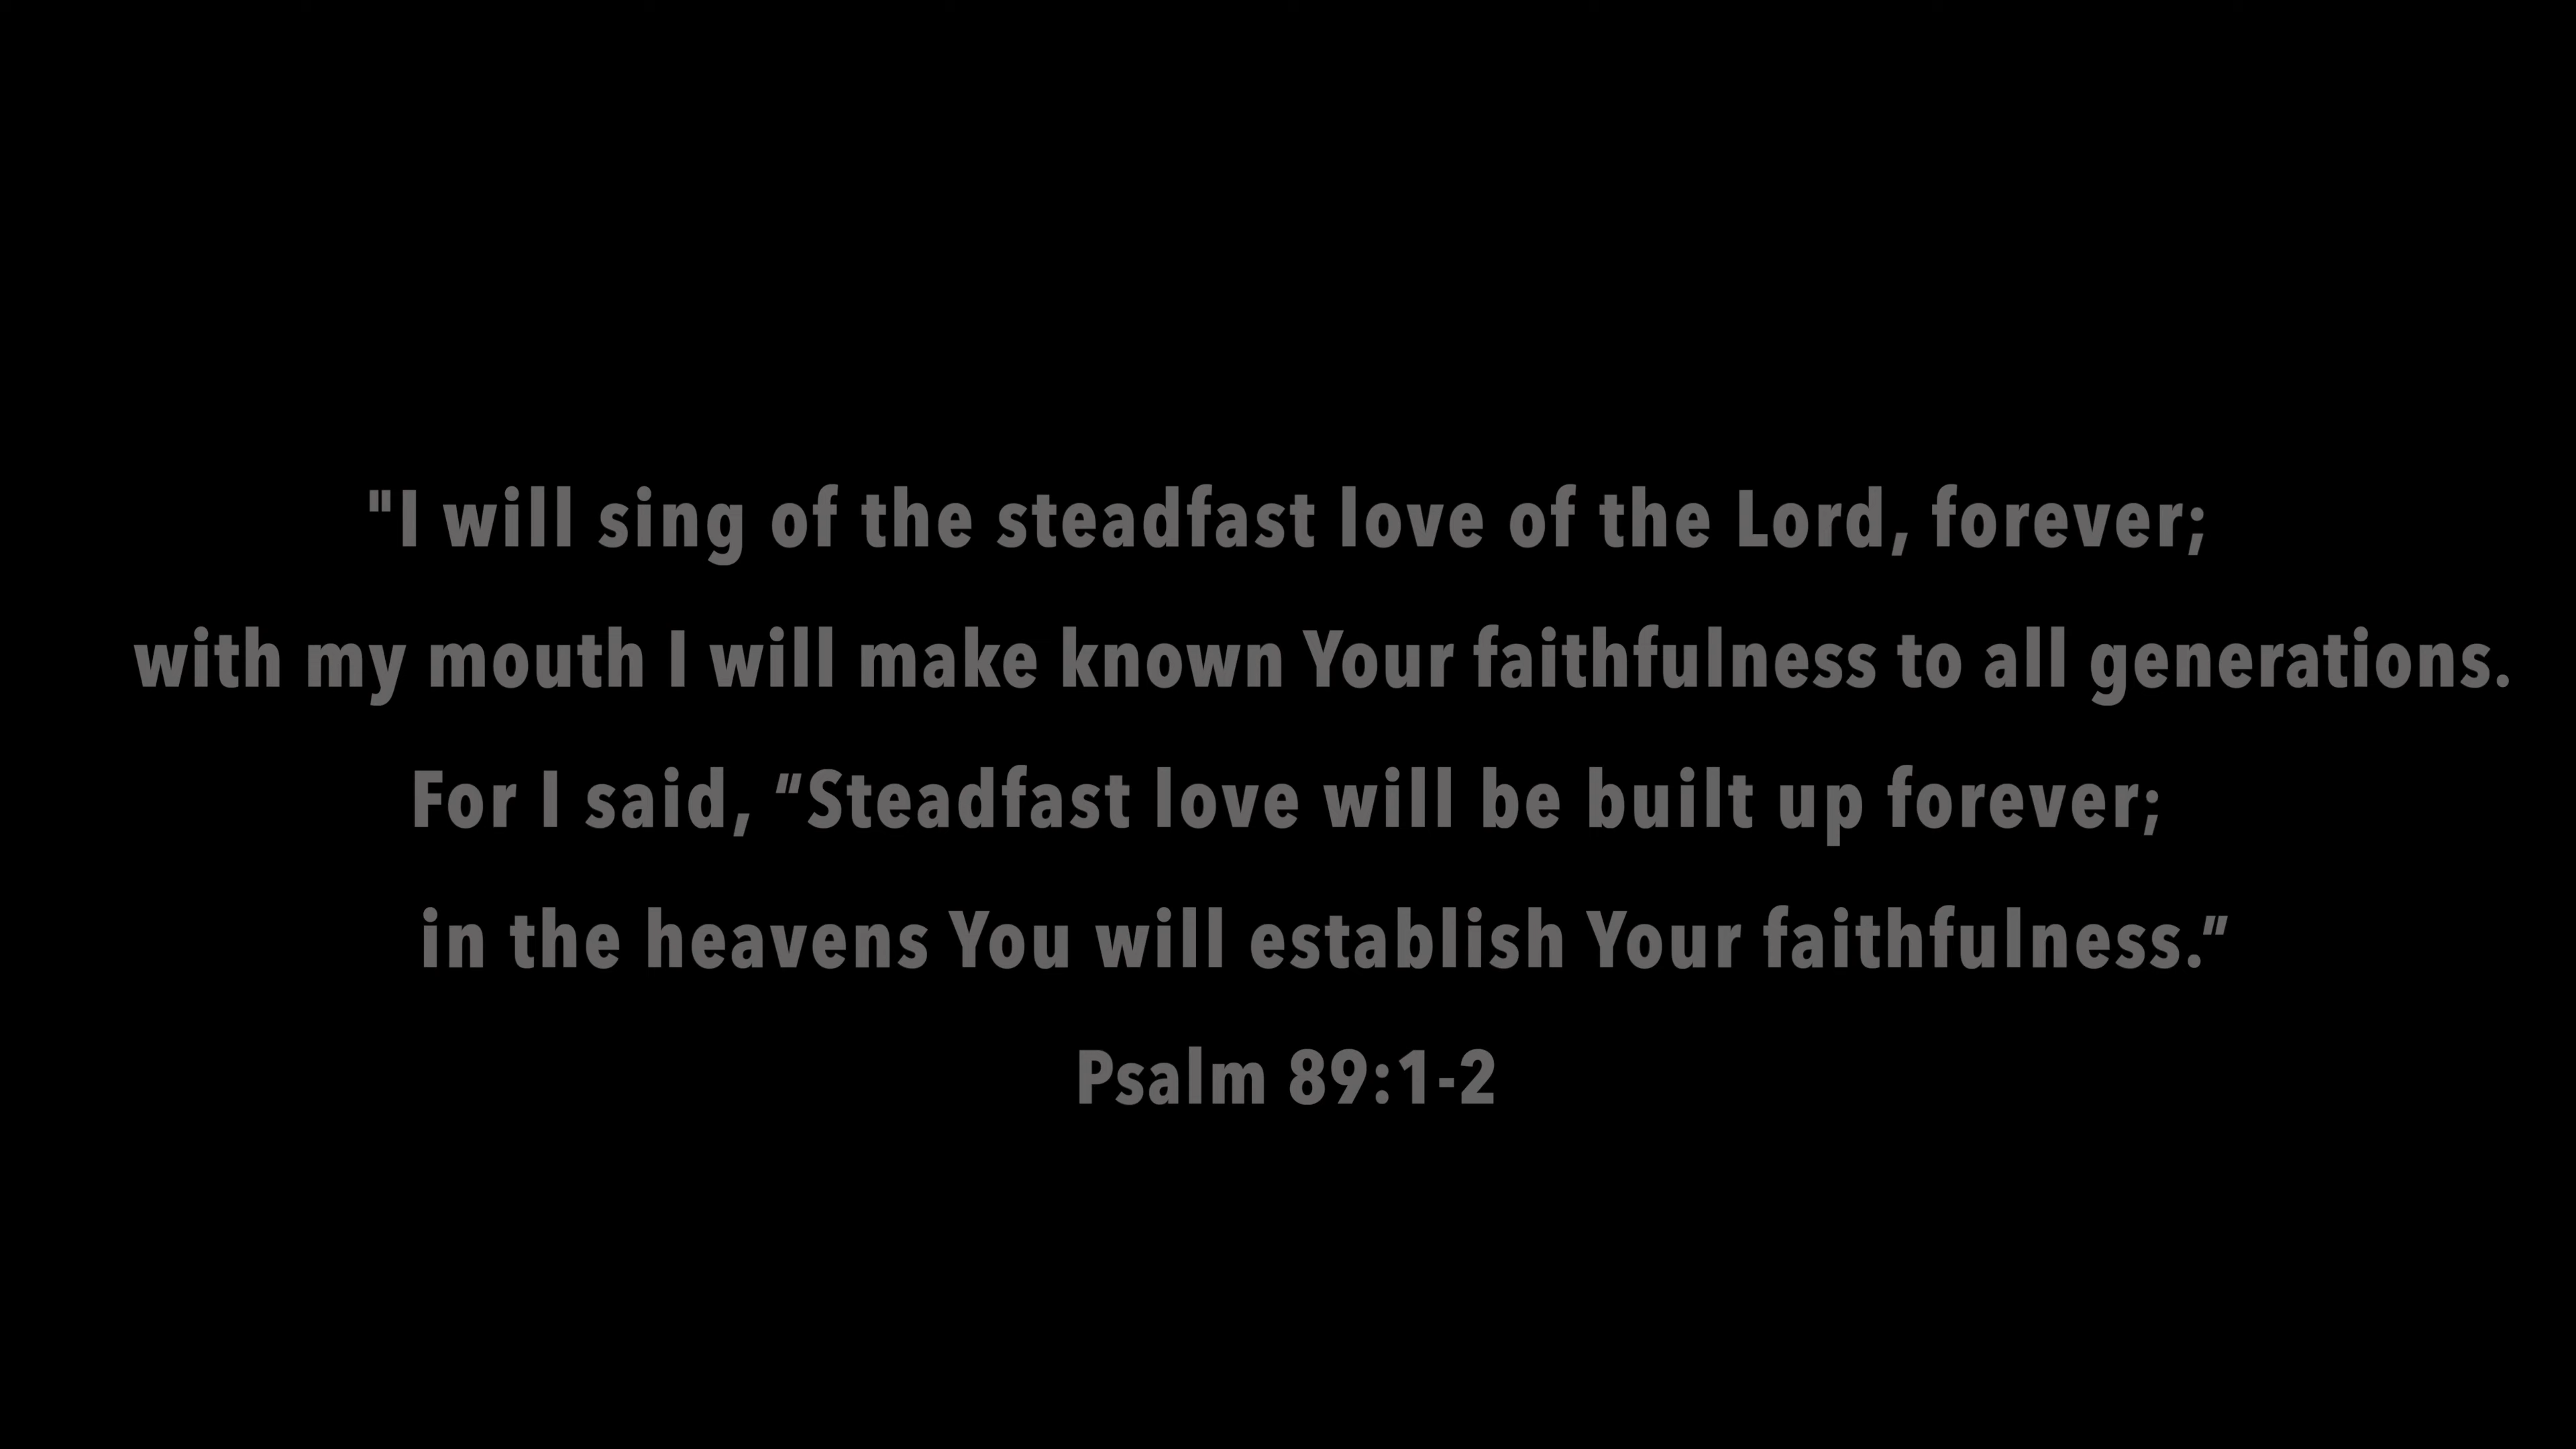 "I will sing of the steadfast love of the Lord, forever;
with my mouth I will make known Your faithfulness to all generations.
For I said, “Steadfast love will be built up forever;
in the heavens You will establish Your faithfulness.”
Psalm 89:1-2